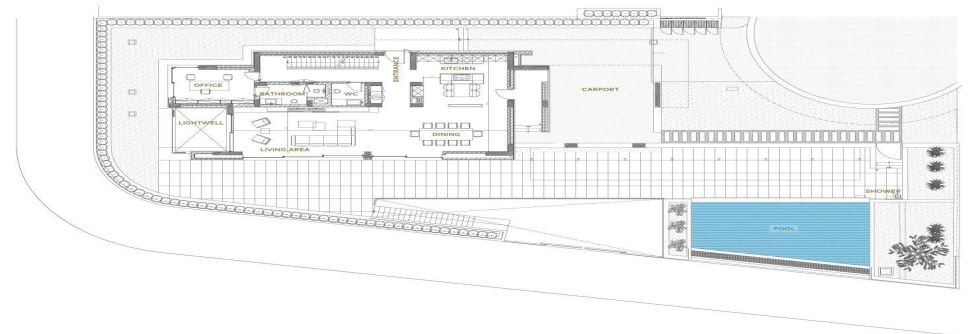 ENTRANCE
KITCHEN
OFFICE
BATHROOM
WC
CARPORT
LIGHTWELL
DINING
LIVING AREA
SHOWER
POOL